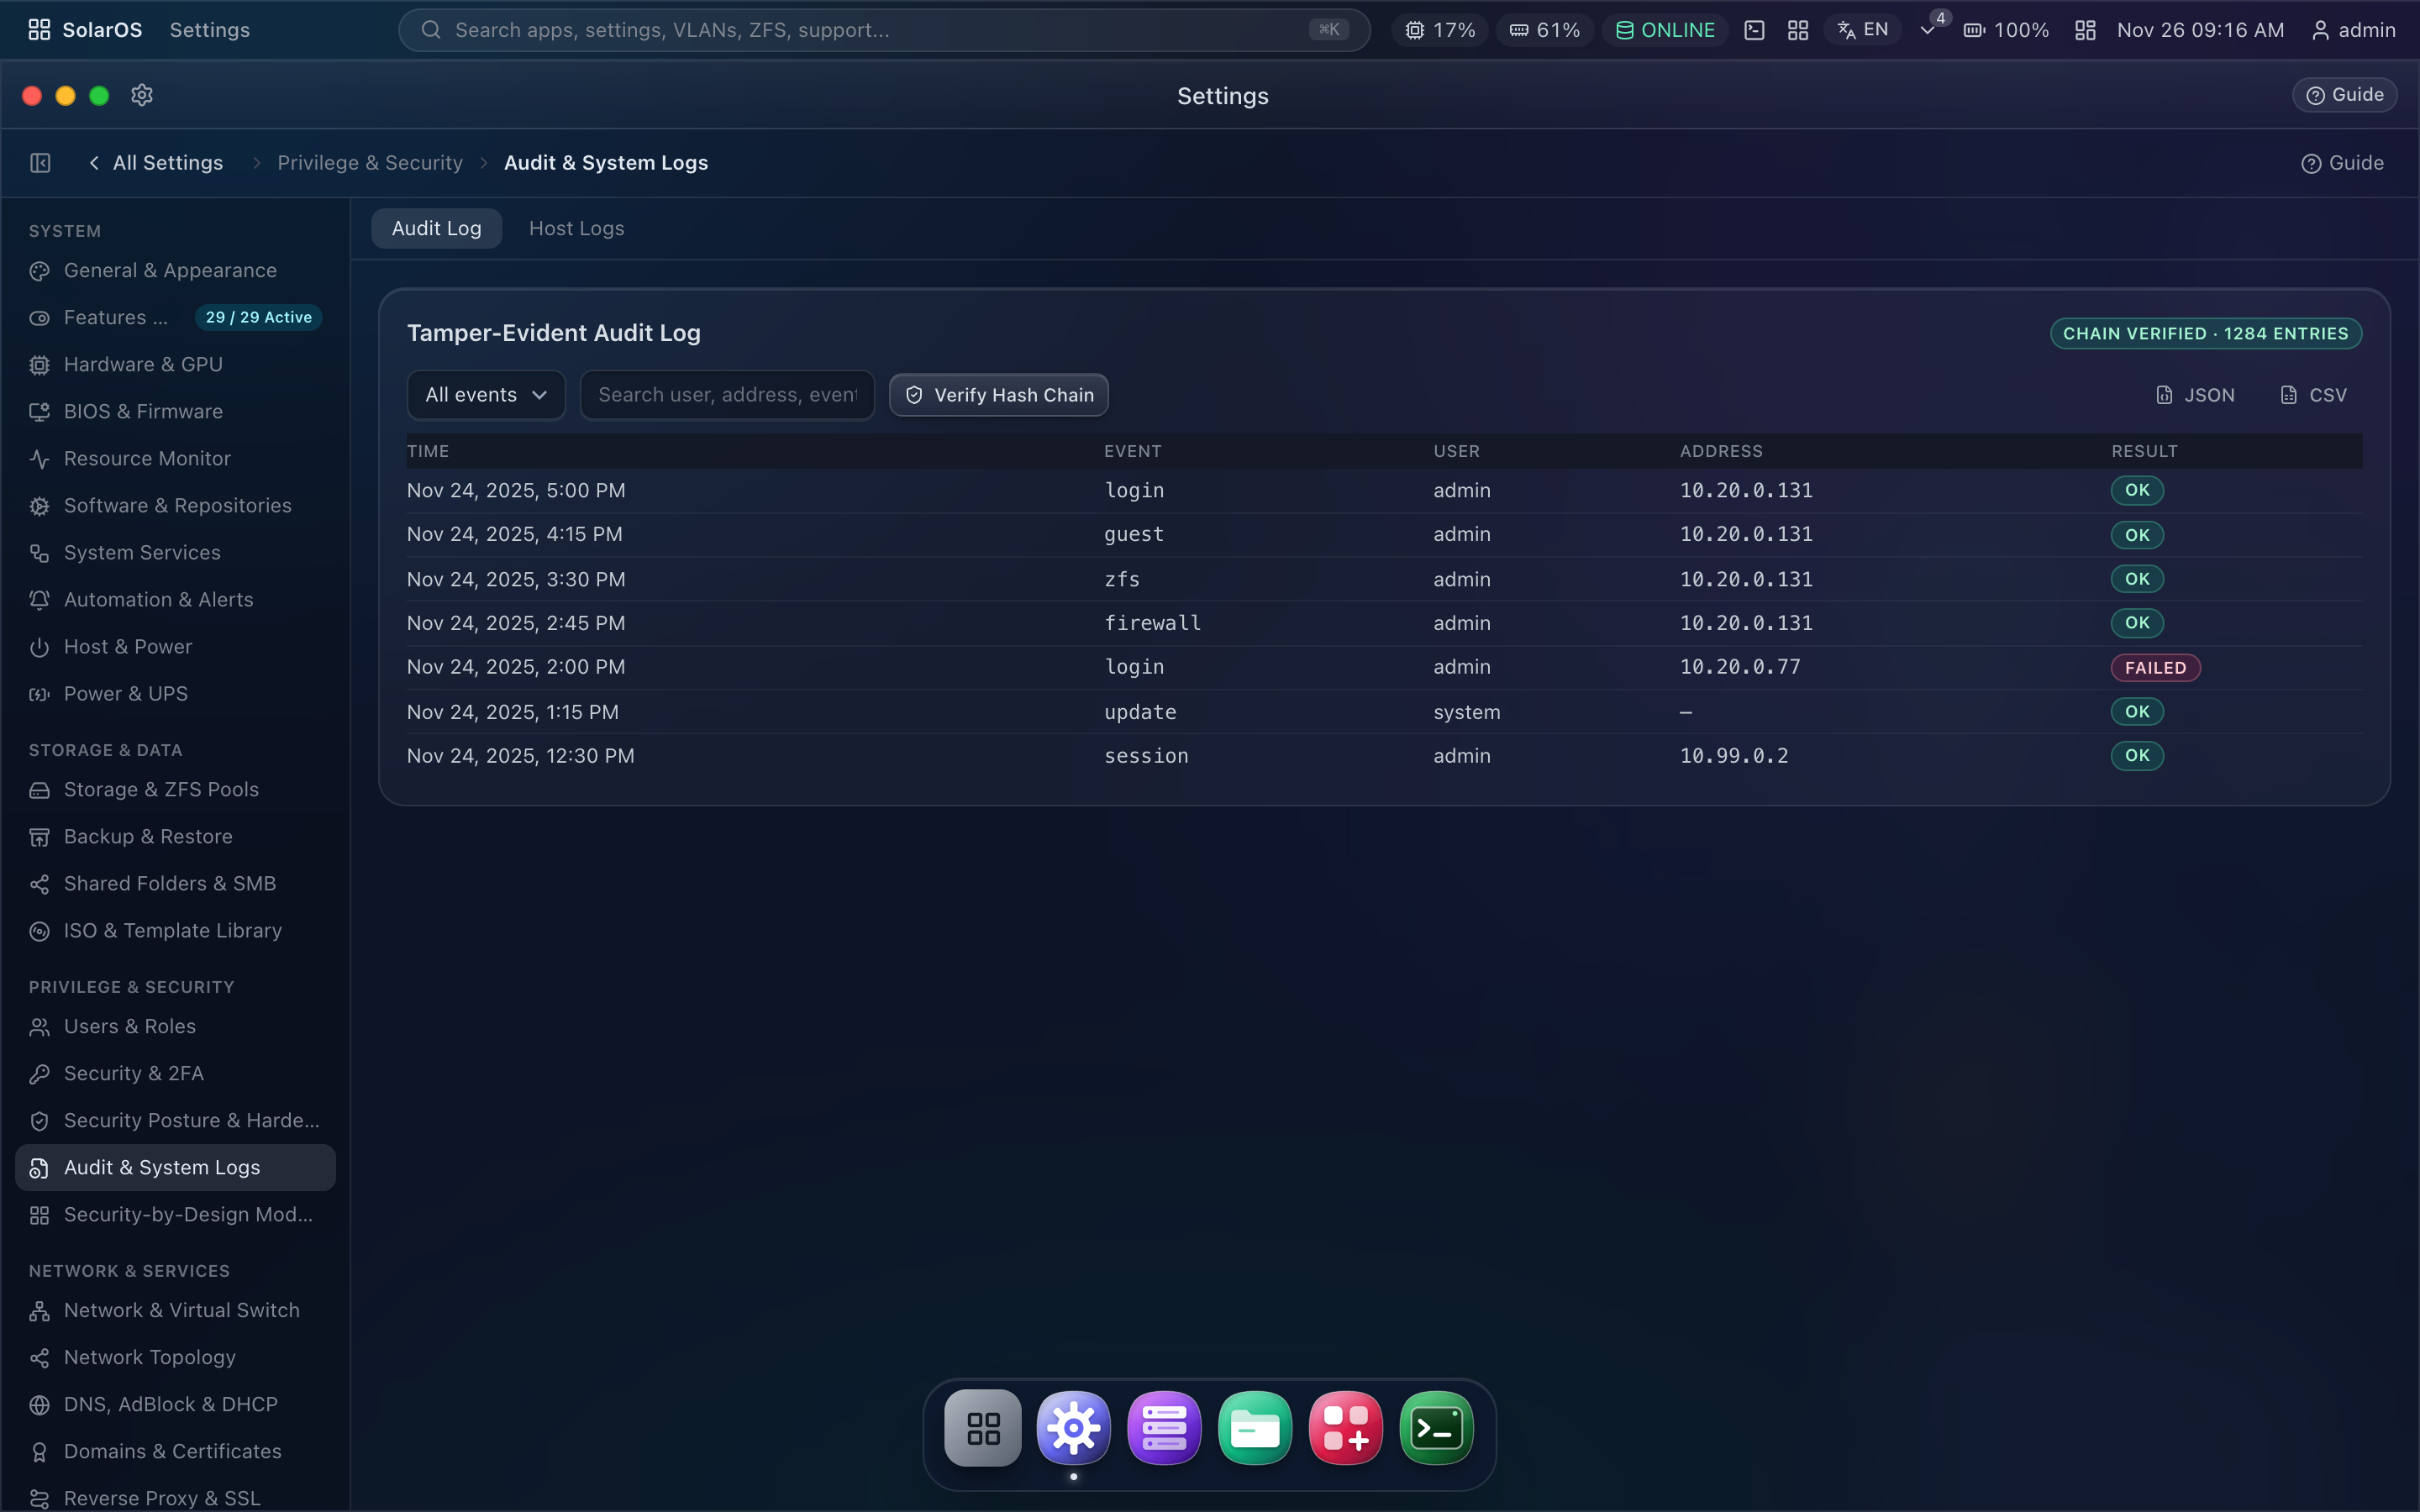 SolarOS Settings Search apps, settings, VLANs, ZFS, support... ⌘K 17% 61% ONLINE EN 4 100% Nov 26 09:16 AM admin
Settings Guide
All Settings Privilege & Security Audit & System Logs Guide
SYSTEM
General & Appearance
Features ... 29 / 29 Active
Hardware & GPU
BIOS & Firmware
Resource Monitor
Software & Repositories
System Services
Automation & Alerts
Host & Power
Power & UPS
STORAGE & DATA
Storage & ZFS Pools
Backup & Restore
Shared Folders & SMB
ISO & Template Library
PRIVILEGE & SECURITY
Users & Roles
Security & 2FA
Security Posture & Harde...
Audit & System Logs
Security-by-Design Mod...
NETWORK & SERVICES
Network & Virtual Switch
Network Topology
DNS, AdBlock & DHCP
Domains & Certificates
Reverse Proxy & SSL
Audit Log Host Logs
Tamper-Evident Audit Log CHAIN VERIFIED · 1284 ENTRIES
All events Search user, address, event Verify Hash Chain JSON CSV
TIME EVENT USER ADDRESS RESULT
Nov 24, 2025, 5:00 PM login admin 10.20.0.131 OK
Nov 24, 2025, 4:15 PM guest admin 10.20.0.131 OK
Nov 24, 2025, 3:30 PM zfs admin 10.20.0.131 OK
Nov 24, 2025, 2:45 PM firewall admin 10.20.0.131 OK
Nov 24, 2025, 2:00 PM login admin 10.20.0.77 FAILED
Nov 24, 2025, 1:15 PM update system — OK
Nov 24, 2025, 12:30 PM session admin 10.99.0.2 OK